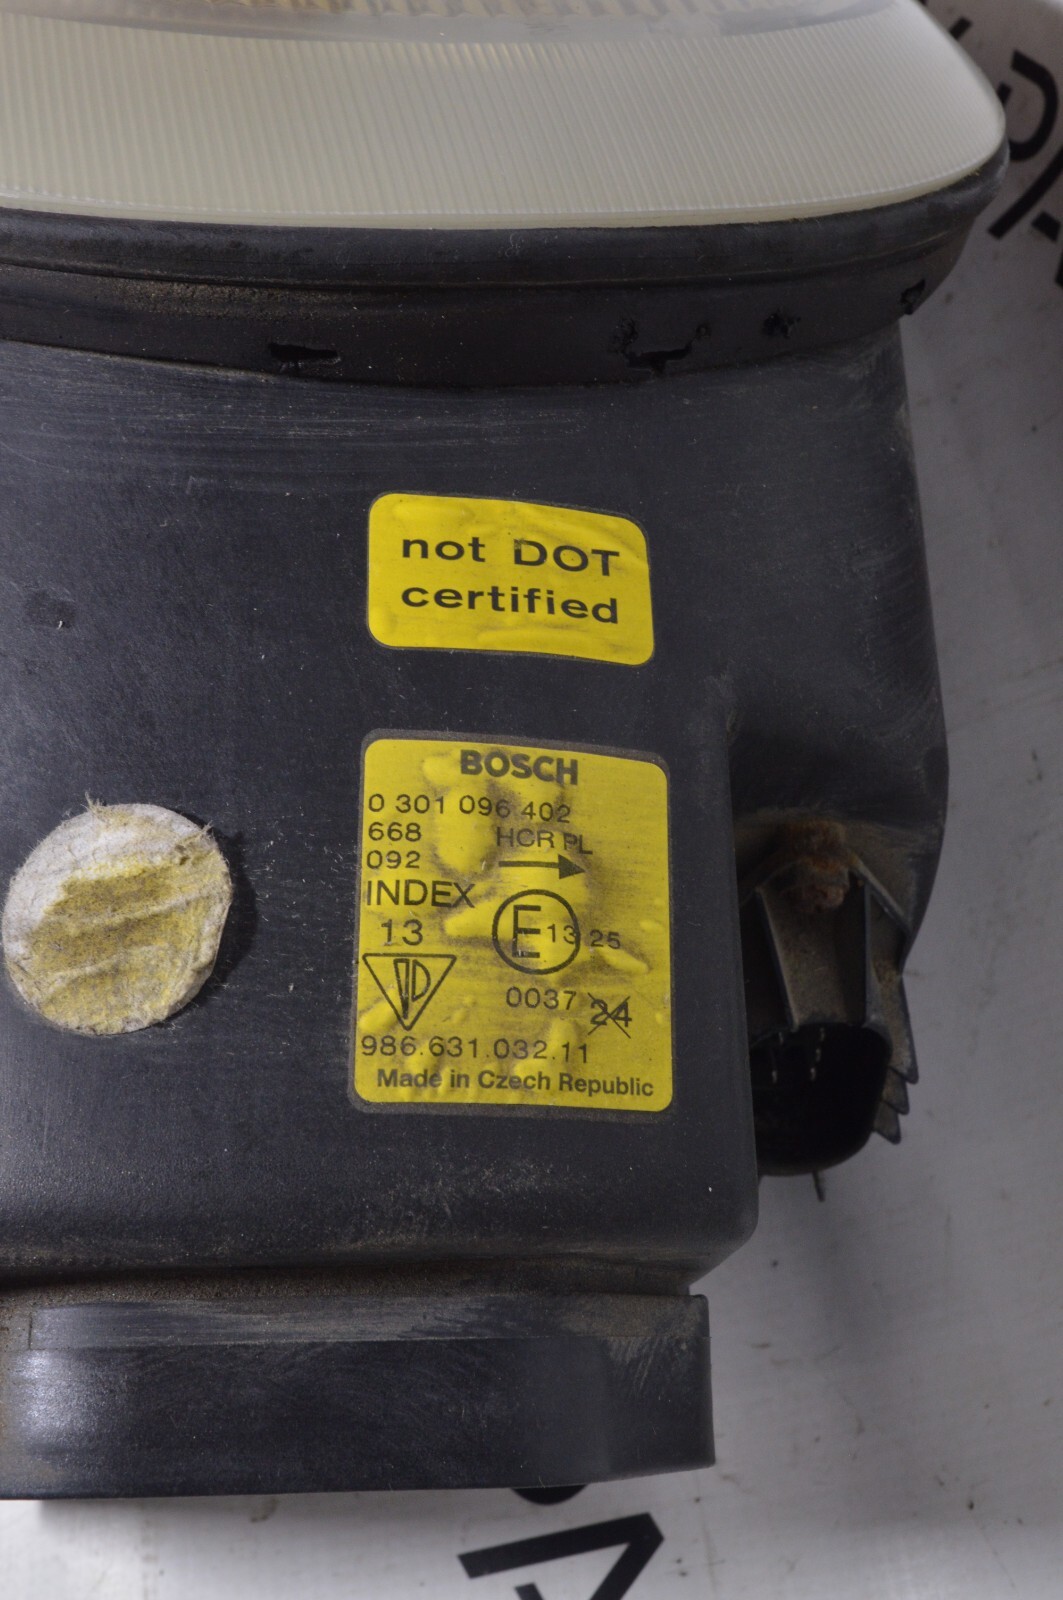 not DOT
certified
BOSCH
0 301 096 402
668 HCR PL
092
INDEX
13
E 13 25
0037 24
986.631.032.11
Made in Czech Republic